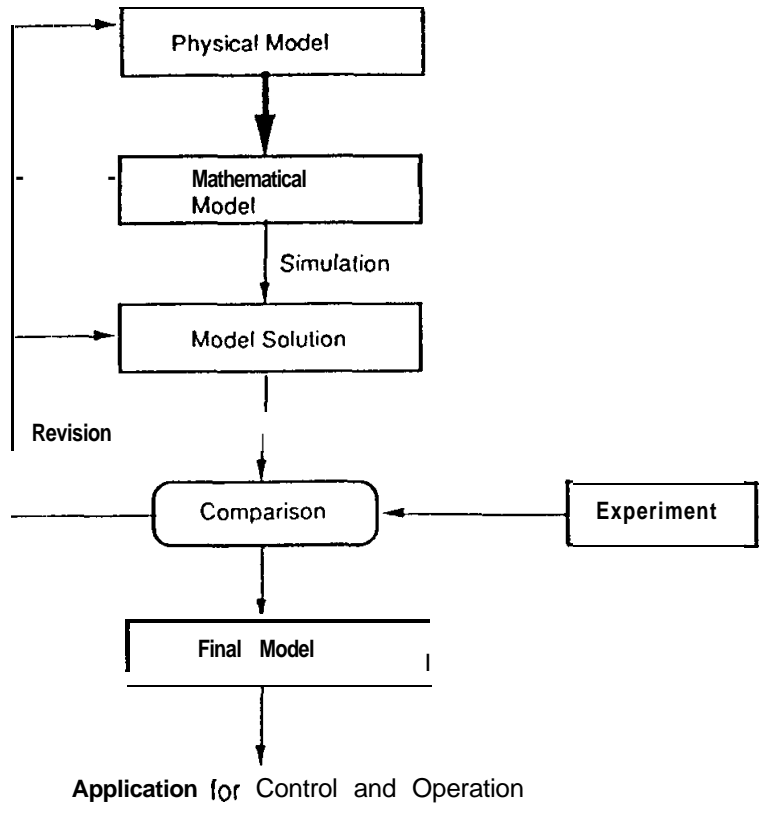 Physical Model
Mathematical
Model
Simulation
Model Solution
Revision
Comparison
Experiment
Final Model
Application for Control and Operation